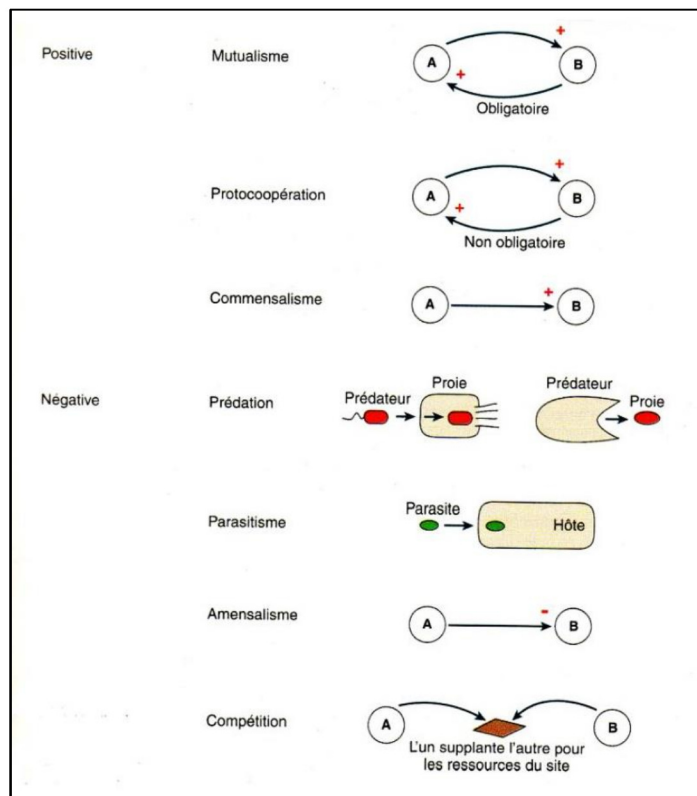 Positive
Mutualisme
+
A
B
+
Obligatoire
Protocoopération
+
A
B
+
Non obligatoire
Commensalisme
+
A
B
Négative
Prédation
Prédateur
Proie
Prédateur
Proie
Parasitisme
Parasite
Hôte
Amensalisme
-
A
B
Compétition
A
B
L'un supplante l'autre pour
les ressources du site